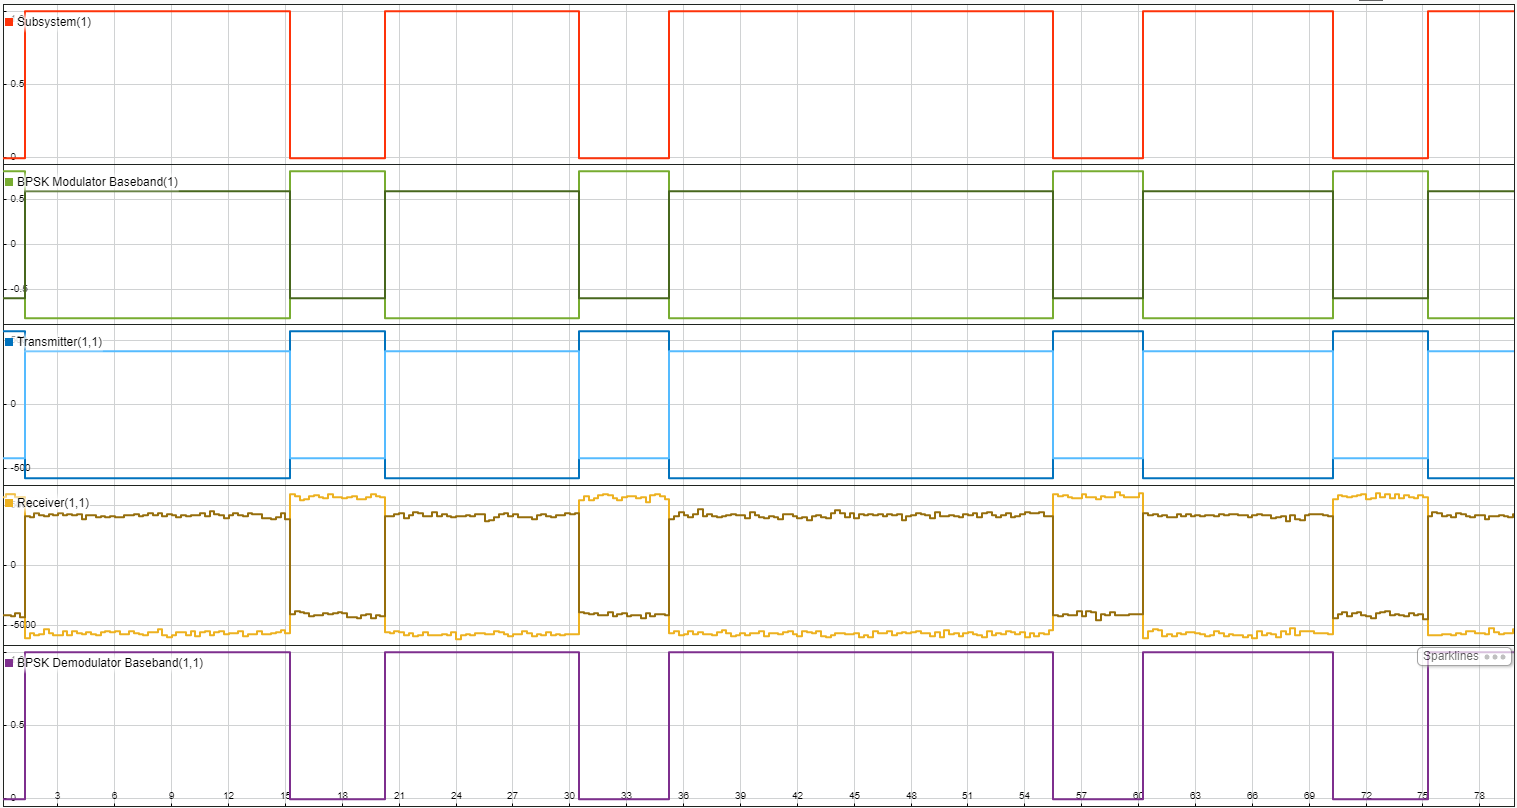 Subsystem(1)
0.5
0
BPSK Modulator Baseband(1)
0.5
0
-0.5
Transmitter(1,1)
0
-500
Receiver(1,1)
0
-5000
BPSK Demodulator Baseband(1,1)
Sparklines
0.5
0
3 6 9 12 15 18 21 24 27 30 33 36 39 42 45 48 51 54 57 60 63 66 69 72 75 78